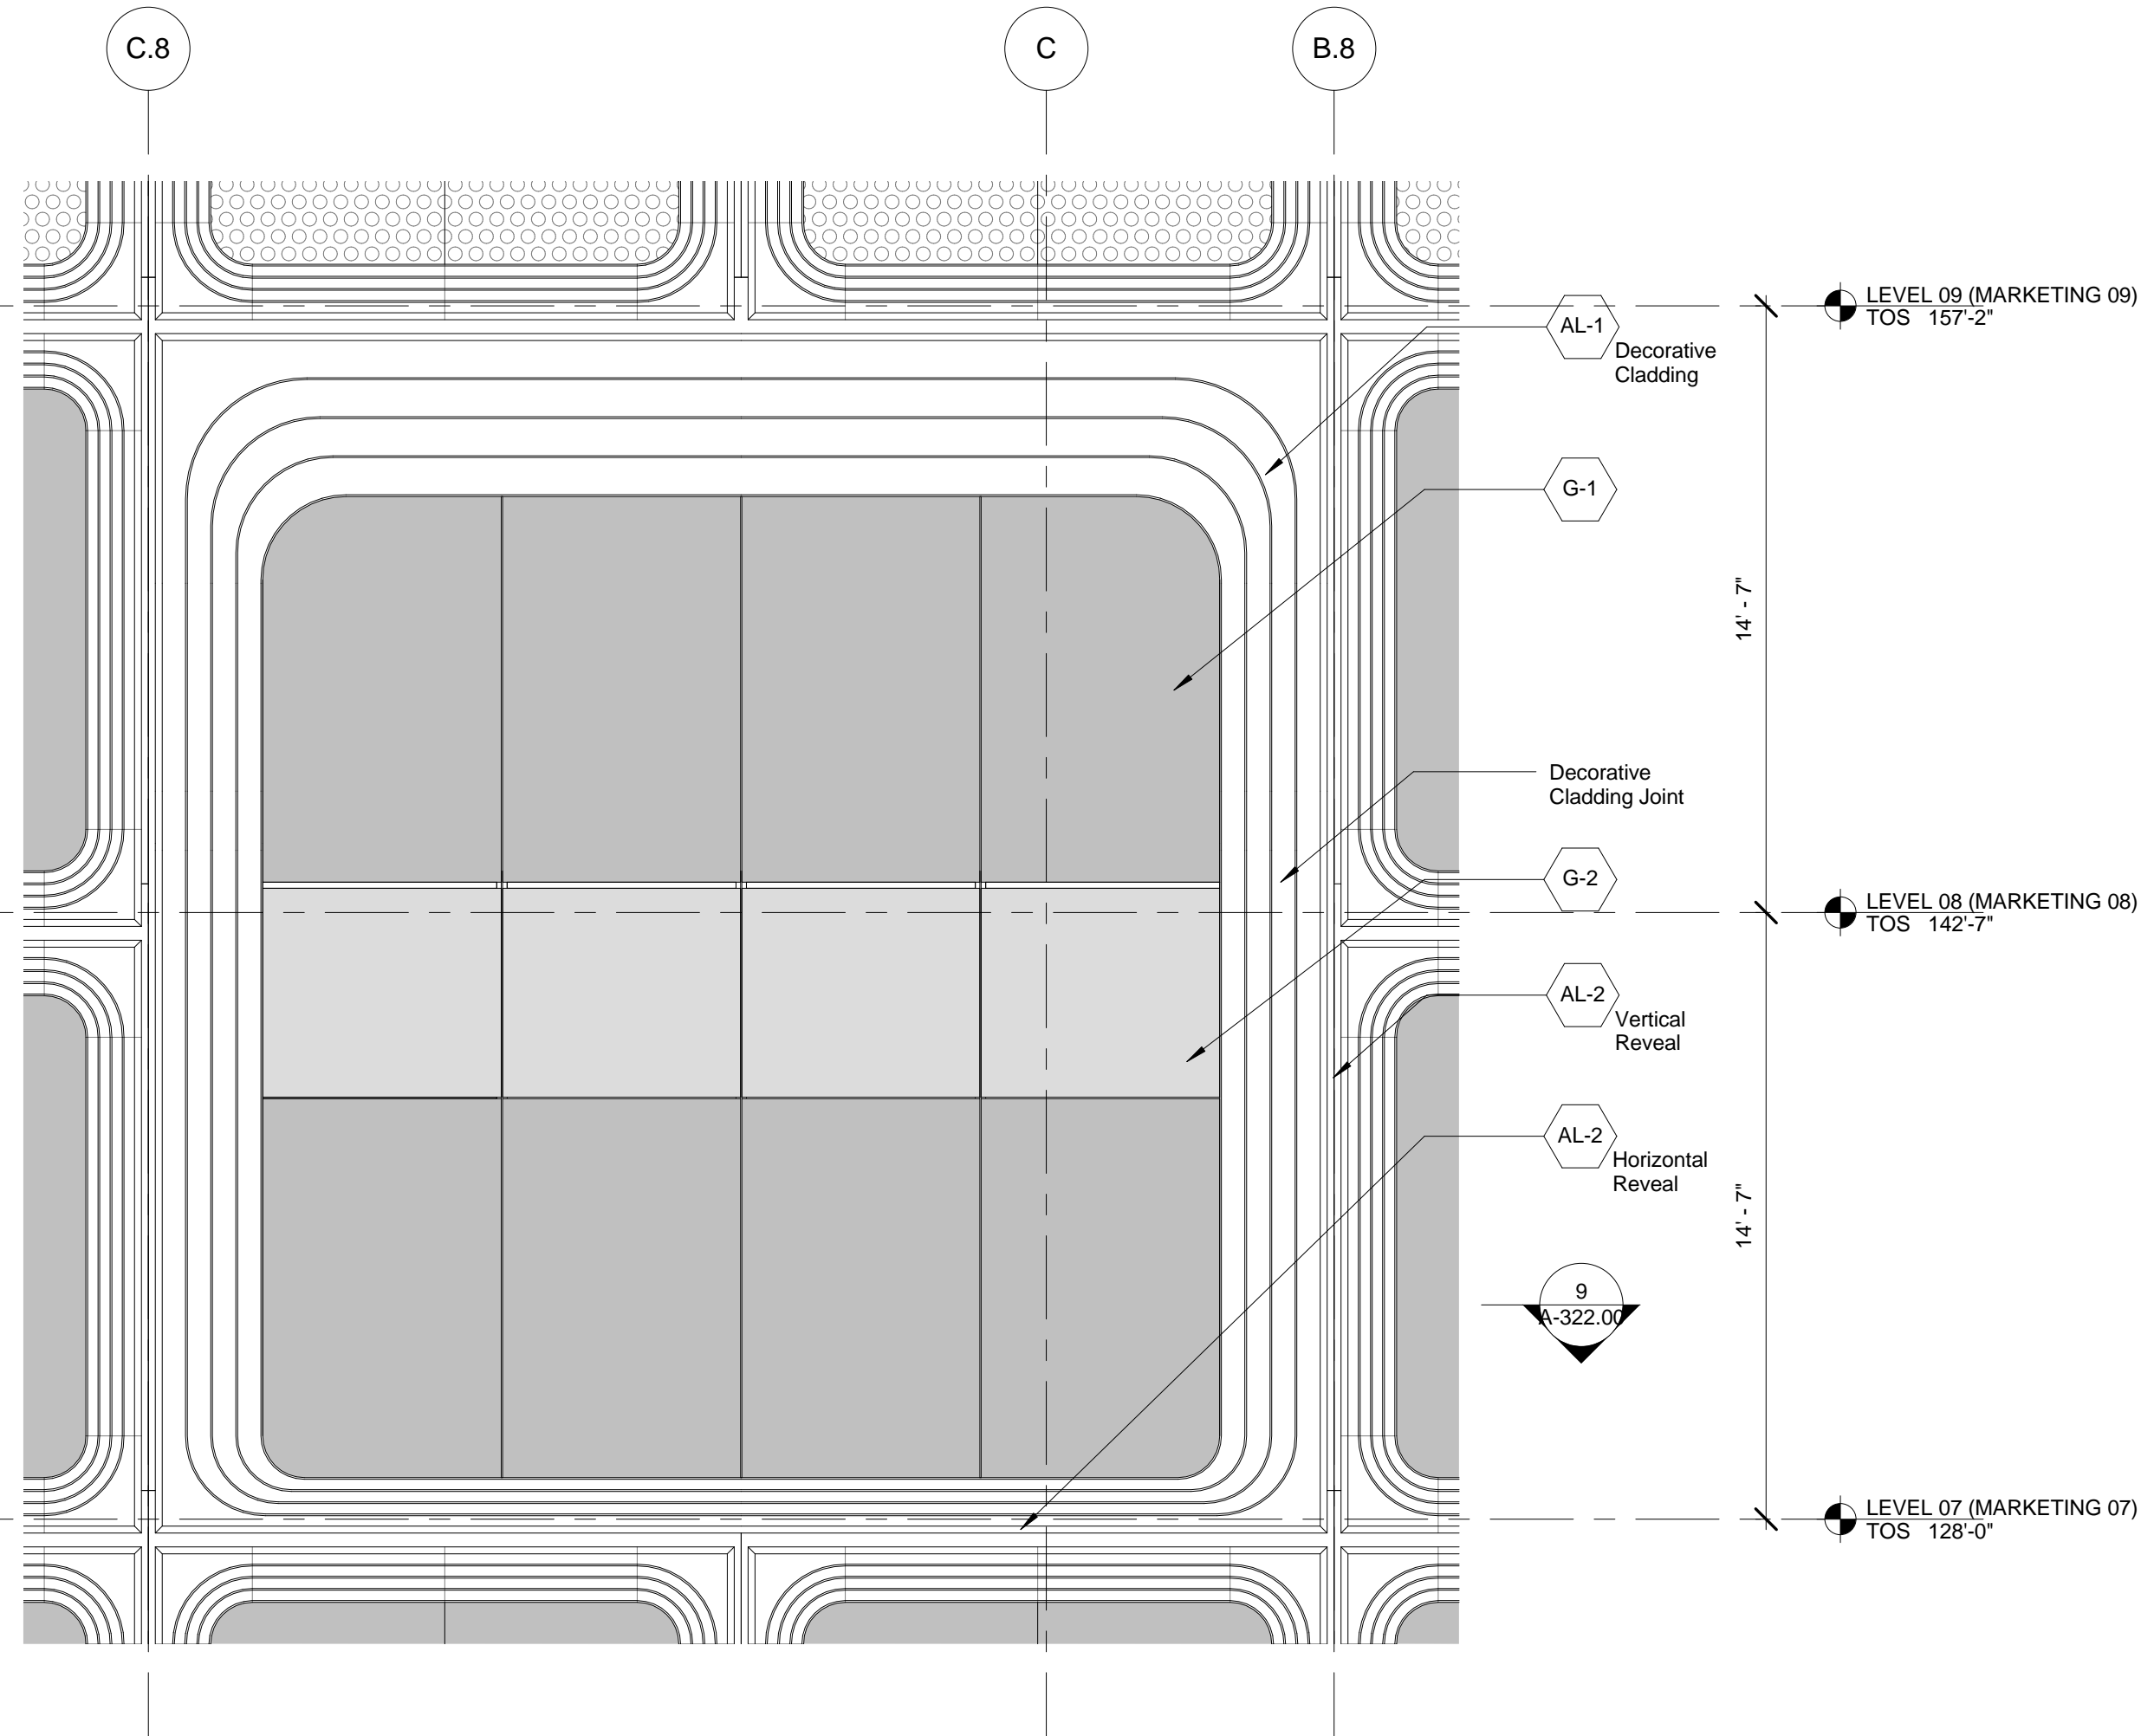 C.8
C
B.8
LEVEL 09 (MARKETING 09)
TOS 157'-2"
AL-1
Decorative
Cladding
G-1
14' - 7"
Decorative
Cladding Joint
G-2
LEVEL 08 (MARKETING 08)
TOS 142'-7"
AL-2
Vertical
Reveal
AL-2
Horizontal
Reveal
14' - 7"
9
A-322.00
LEVEL 07 (MARKETING 07)
TOS 128'-0"